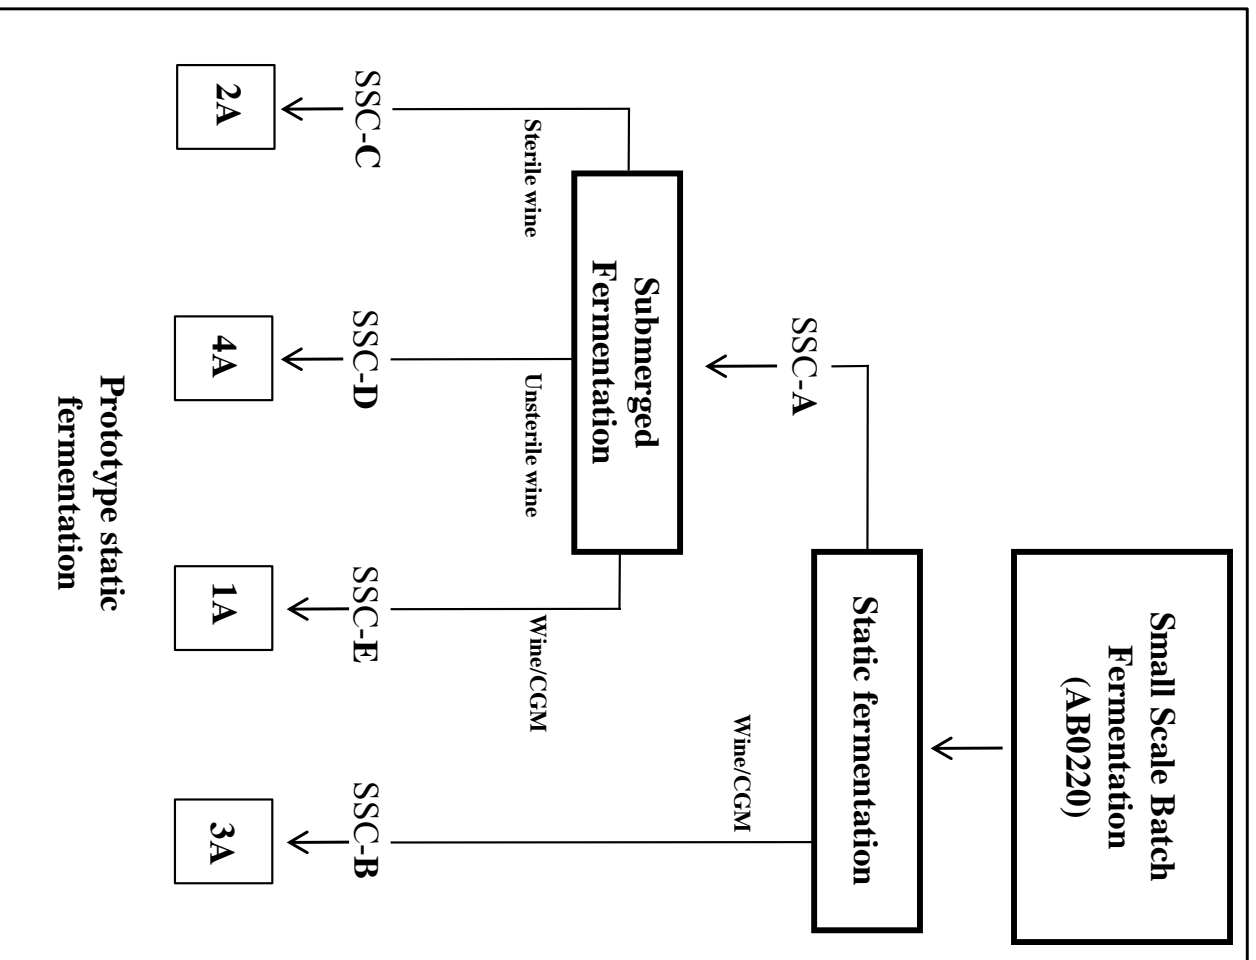 Small Scale Batch
Fermentation
(AB0220)
Static fermentation
SSC-A
Wine/CGM
Submerged
Fermentation
Sterile wine
Unsterile wine
Wine/CGM
SSC-C
SSC-D
SSC-E
SSC-B
2A
4A
1A
3A
Prototype static
fermentation